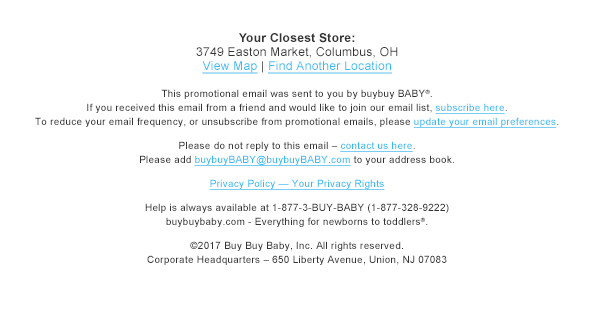 Your Closest Store:
3749 Easton Market, Columbus, OH
View Map | Find Another Location
This promotional email was sent to you by buybuy BABY®.
If you received this email from a friend and would like to join our email list, subscribe here.
To reduce your email frequency, or unsubscribe from promotional emails, please update your email preferences.
Please do not reply to this email – contact us here.
Please add buybuyBABY@buybuyBABY.com to your address book.
Privacy Policy — Your Privacy Rights
Help is always available at 1-877-3-BUY-BABY (1-877-328-9222)
buybuybaby.com - Everything for newborns to toddlers®.
©2017 Buy Buy Baby, Inc. All rights reserved.
Corporate Headquarters – 650 Liberty Avenue, Union, NJ 07083